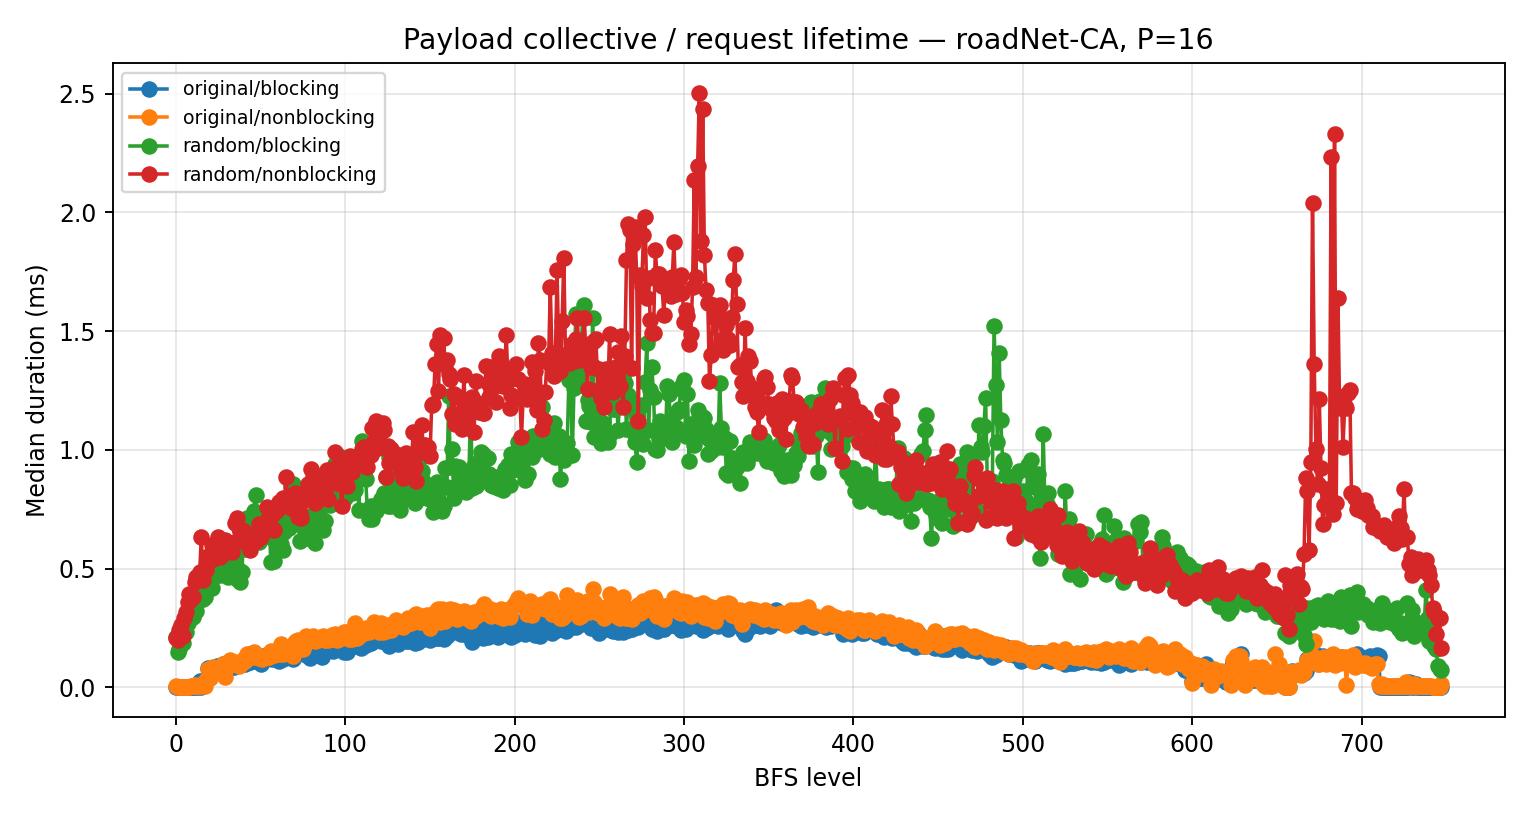 Payload collective / request lifetime — roadNet-CA, P=16
original/blocking
original/nonblocking
random/blocking
random/nonblocking
Median duration (ms)
2.5
2.0
1.5
1.0
0.5
0.0
0 100 200 300 400 500 600 700
BFS level